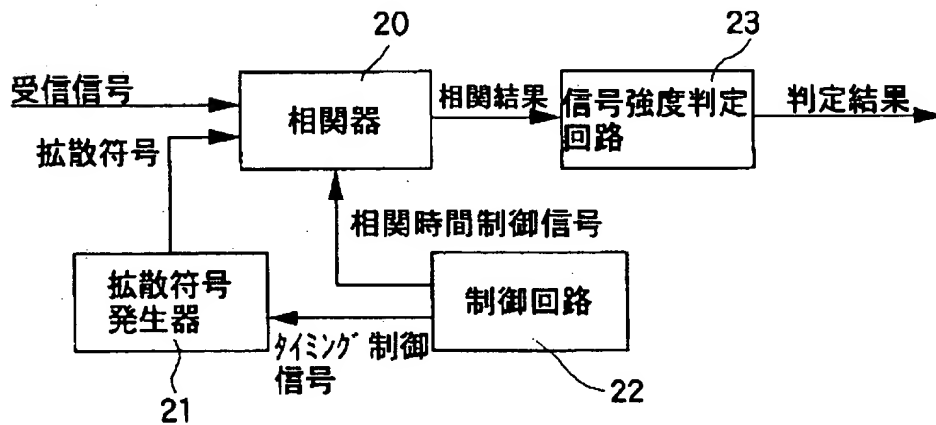 20
23
受信信号
相関器
相関結果
信号強度判定
回路
判定結果
拡散符号
相関時間制御信号
拡散符号
発生器
制御回路
タイミング制御
信号
21
22